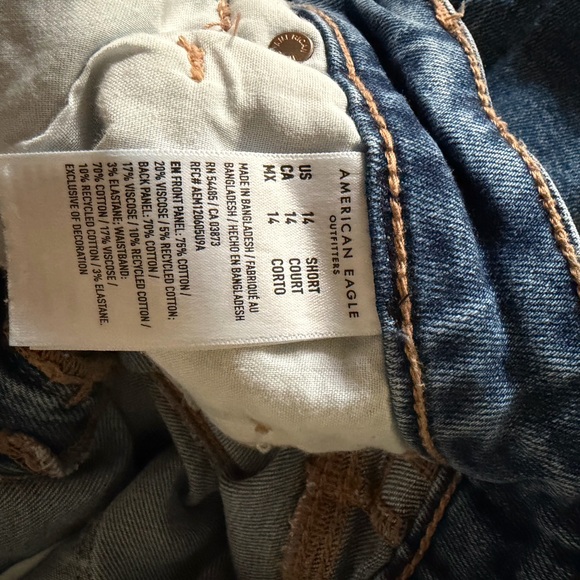 AMERICAN EAGLE
OUTFITTERS
US 14 SHORT
CA 14 COURT
MX 14 CORTO
MADE IN BANGLADESH / FABRIQUÉ AU
BANGLADESH / HECHO EN BANGLADESH
RN 54485 / CA 03873
RFC# AEM120605U9A
EN FRONT PANEL: 75% COTTON /
20% VISCOSE / 5% RECYCLED COTTON;
BACK PANEL: 70% COTTON /
17% VISCOSE / 10% RECYCLED COTTON /
3% ELASTANE; WAISTBAND:
70% COTTON / 17% VISCOSE /
10% RECYCLED COTTON / 3% ELASTANE.
EXCLUSIVE OF DECORATION